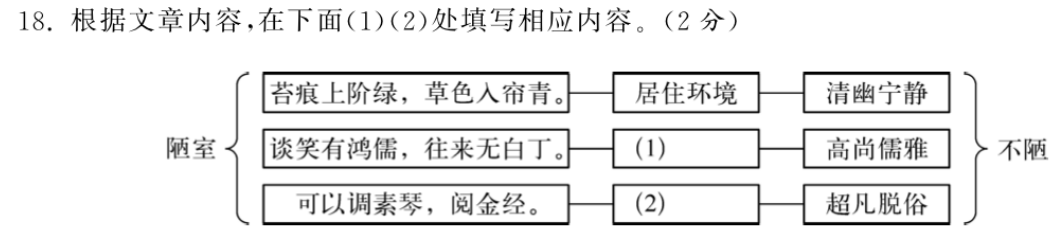 18. 根据文章内容,在下面(1)(2)处填写相应内容。(2 分)
苔痕上阶绿，草色入帘青。 居住环境 清幽宁静
陋室 谈笑有鸿儒，往来无白丁。 (1) 高尚儒雅 不陋
可以调素琴，阅金经。 (2) 超凡脱俗